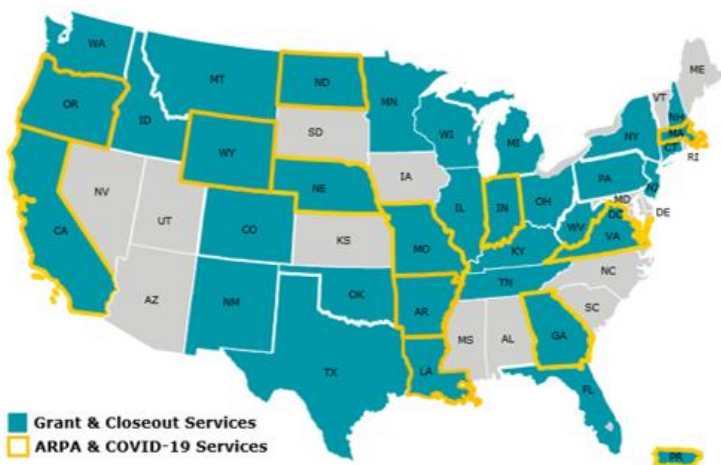 WA
MT
ND
MN
ME
VT
NH
OR
ID
SD
WI
NY
MA
WY
MI
CT
RI
IA
PA
NJ
NE
NV
OH
MD
DE
UT
IL
IN
DC
CA
CO
WV
VA
KS
MO
KY
NC
TN
AZ
NM
OK
AR
SC
MS
AL
GA
TX
LA
FL
Grant & Closeout Services
ARPA & COVID-19 Services
PR